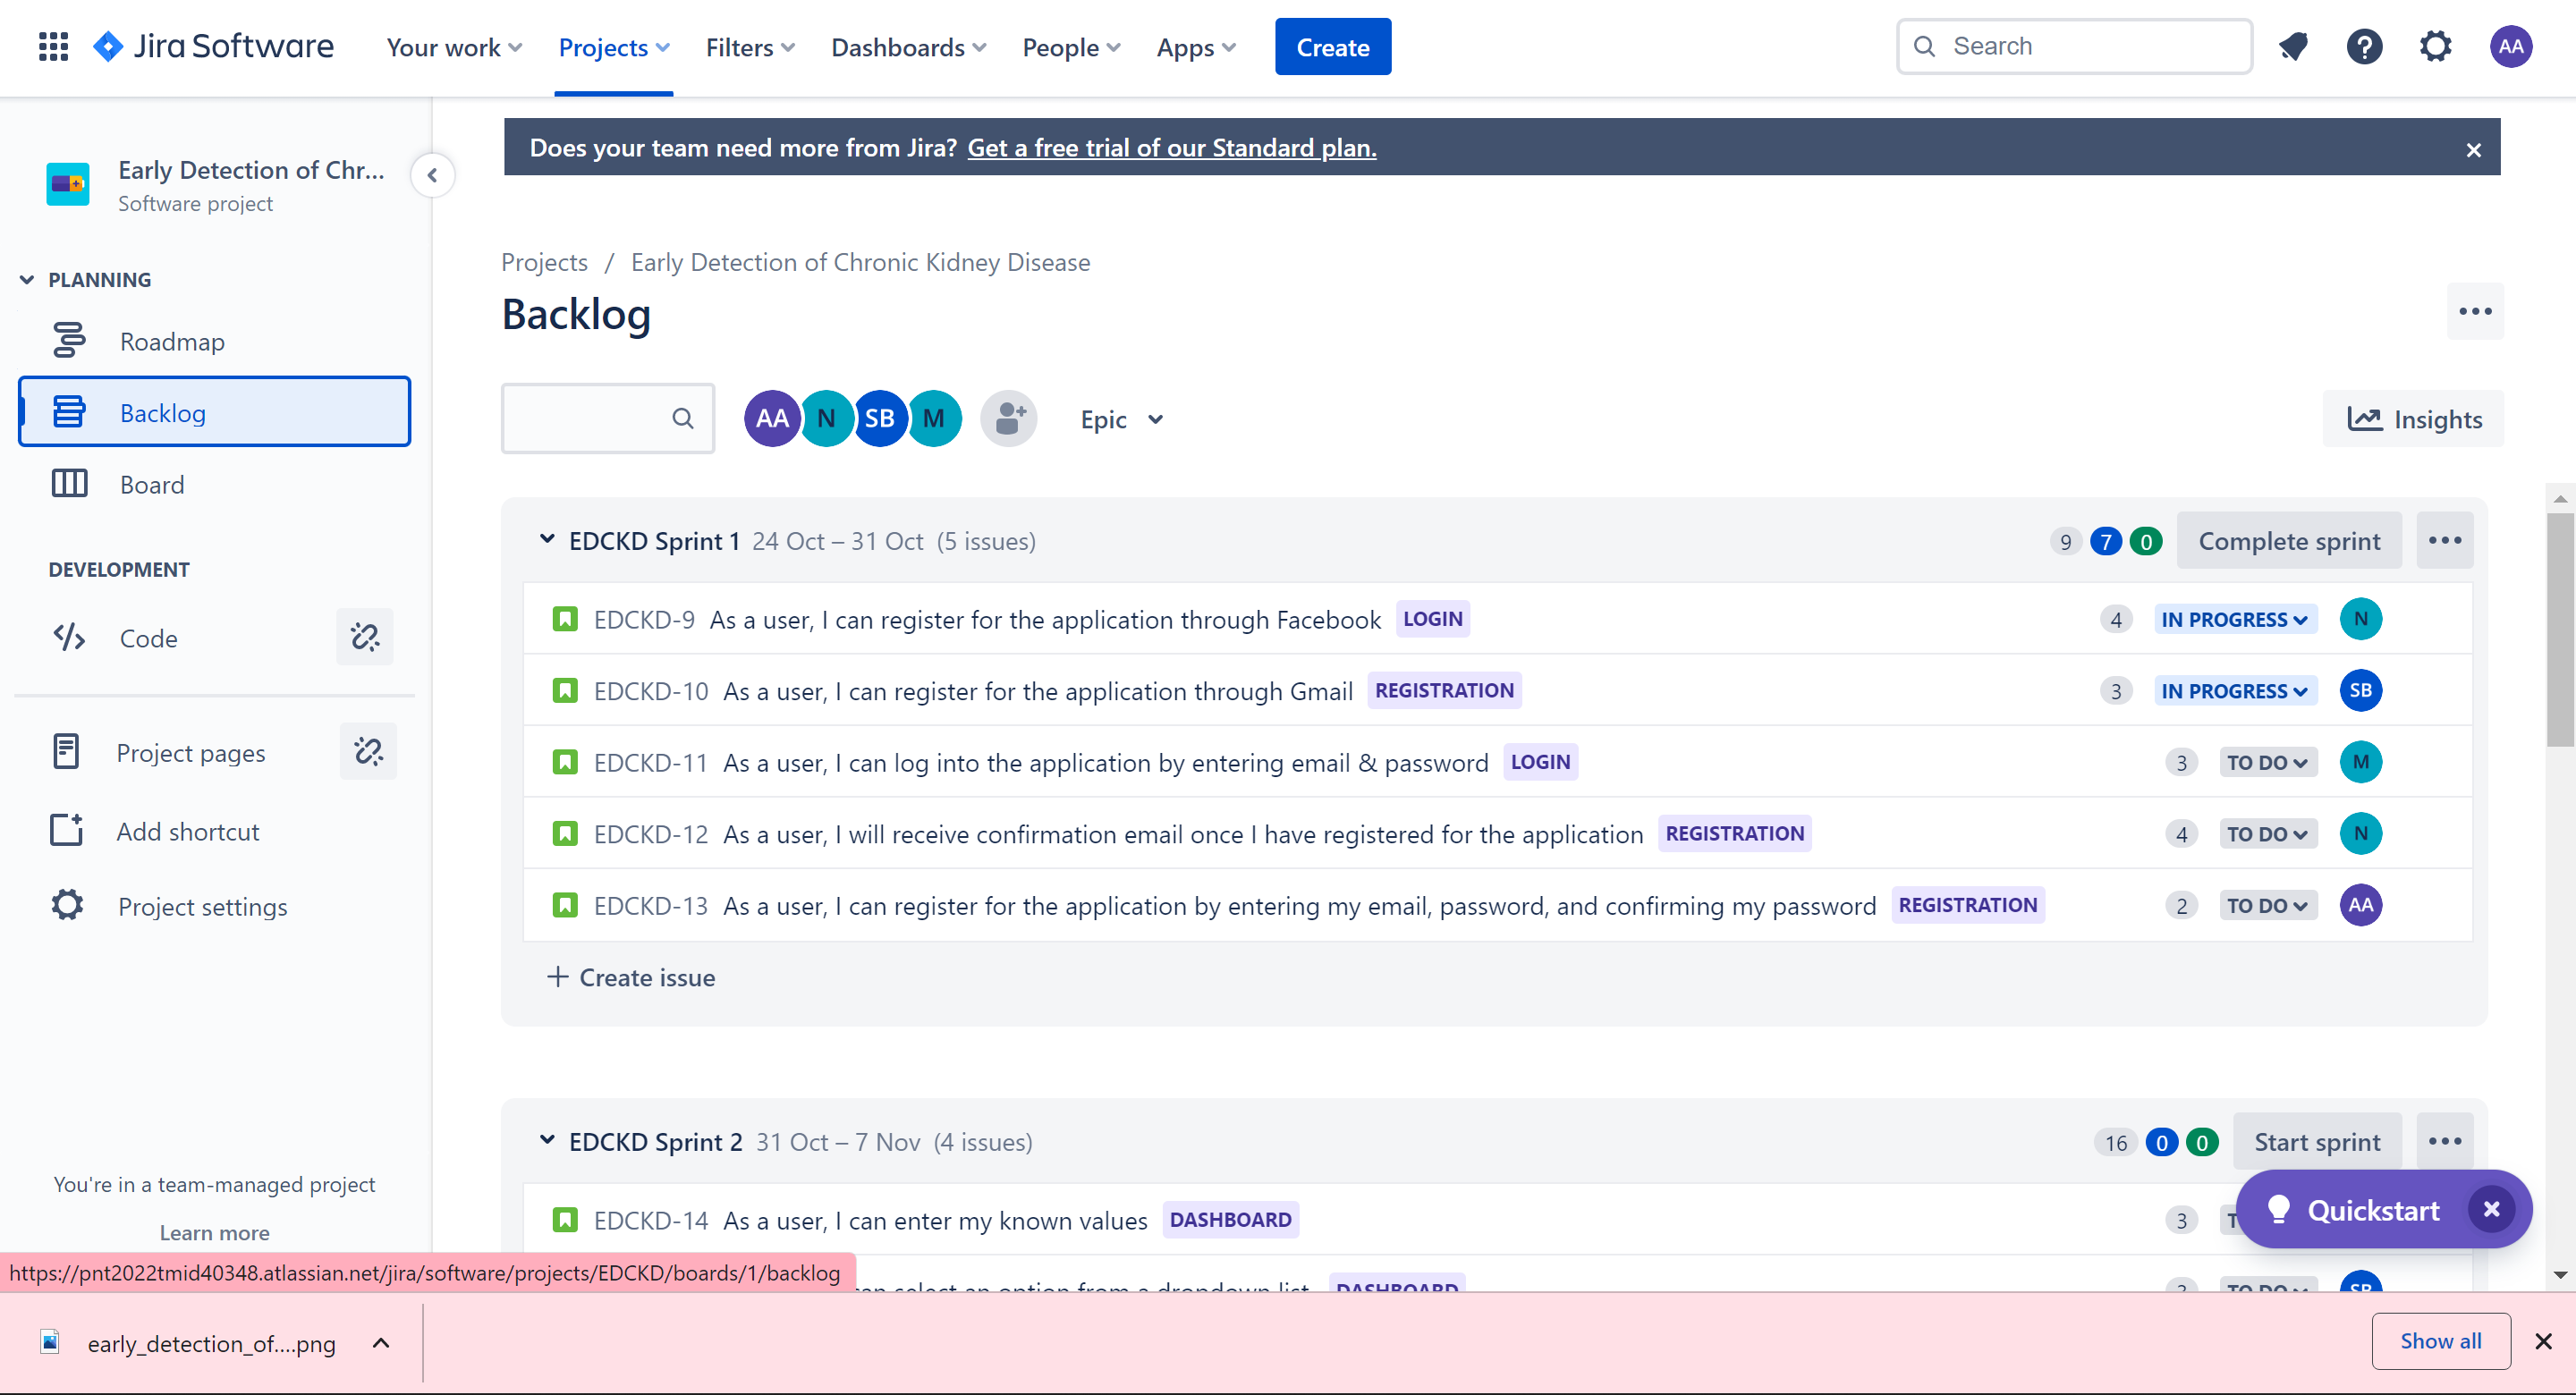 Jira Software Your work Projects Filters Dashboards People Apps Create Search AA
Does your team need more from Jira? Get a free trial of our Standard plan.
Early Detection of Chr...
Software project
PLANNING
Roadmap
Backlog
Board
DEVELOPMENT
Code
Project pages
Add shortcut
Project settings
You're in a team-managed project
Learn more
Projects / Early Detection of Chronic Kidney Disease
Backlog
AA N SB M Epic Insights
EDCKD Sprint 1 24 Oct – 31 Oct (5 issues) 9 7 0 Complete sprint
EDCKD-9 As a user, I can register for the application through Facebook LOGIN 4 IN PROGRESS N
EDCKD-10 As a user, I can register for the application through Gmail REGISTRATION 3 IN PROGRESS SB
EDCKD-11 As a user, I can log into the application by entering email & password LOGIN 3 TO DO M
EDCKD-12 As a user, I will receive confirmation email once I have registered for the application REGISTRATION 4 TO DO N
EDCKD-13 As a user, I can register for the application by entering my email, password, and confirming my password REGISTRATION 2 TO DO AA
+ Create issue
EDCKD Sprint 2 31 Oct – 7 Nov (4 issues) 16 0 0 Start sprint
EDCKD-14 As a user, I can enter my known values DASHBOARD 3 T
Quickstart
can select an option from a dropdown list DASHBOARD TO DO SB
https://pnt2022tmid40348.atlassian.net/jira/software/projects/EDCKD/boards/1/backlog
early_detection_of....png
Show all